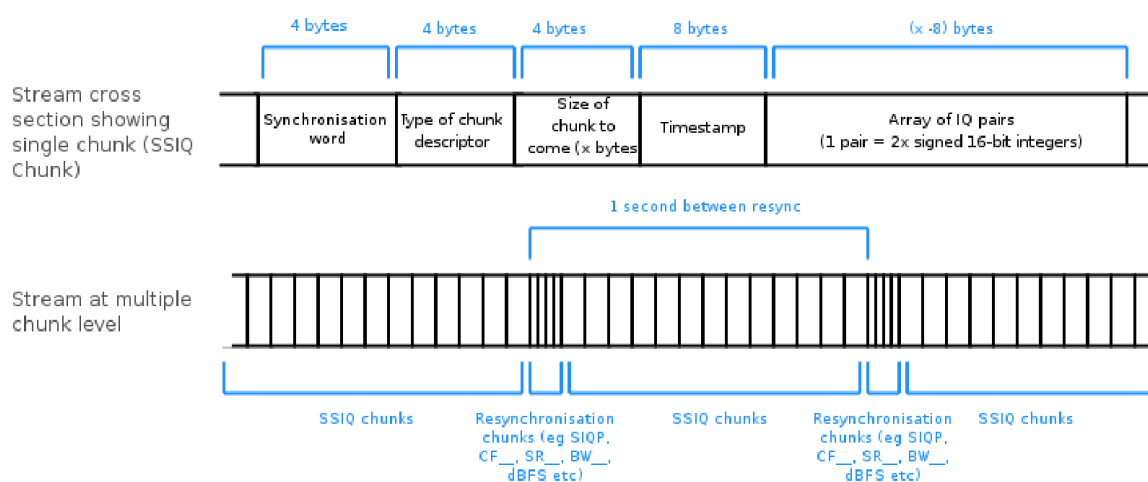 4 bytes
4 bytes
4 bytes
8 bytes
(x -8) bytes
Stream cross
section showing
single chunk (SSIQ
Chunk)
Synchronisation
word
Type of chunk
descriptor
Size of
chunk to
come (x bytes
Timestamp
Array of IQ pairs
(1 pair = 2x signed 16-bit integers)
1 second between resync
Stream at multiple
chunk level
SSIQ chunks
Resynchronisation
chunks (eg SIQP,
CF__, SR__, BW__,
dBFS etc)
SSIQ chunks
Resynchronisation
chunks (eg SIQP,
CF__, SR__, BW__,
dBFS etc)
SSIQ chunks